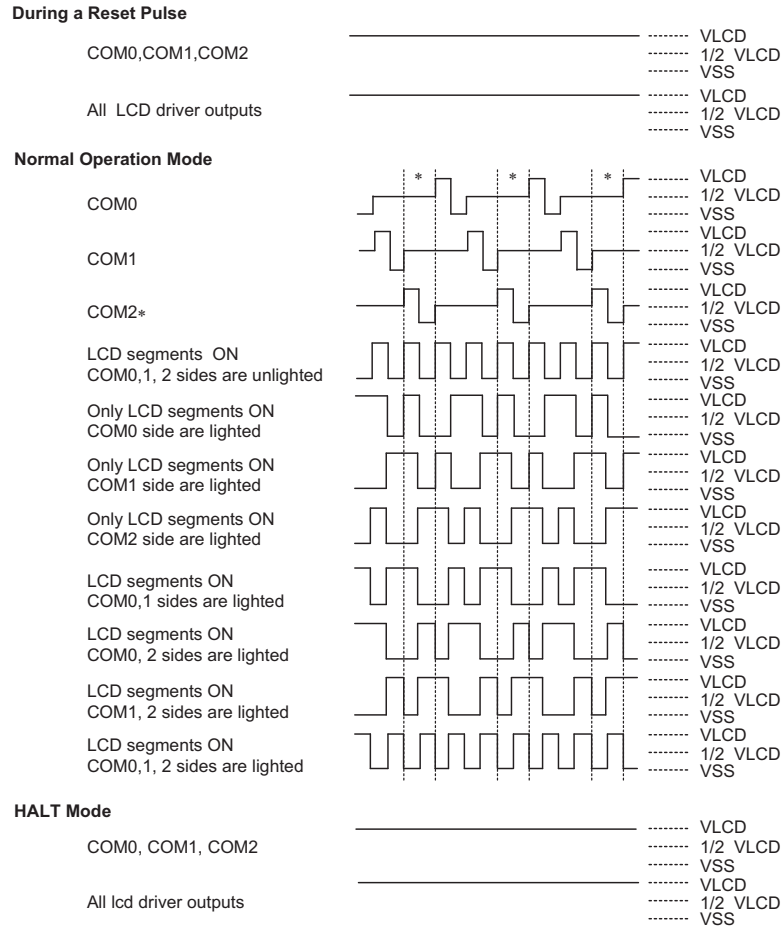 During a Reset Pulse
COM0,COM1,COM2
VLCD
1/2 VLCD
VSS
All LCD driver outputs
VLCD
1/2 VLCD
VSS
Normal Operation Mode
* * *
COM0
VLCD
1/2 VLCD
VSS
COM1
VLCD
1/2 VLCD
VSS
COM2*
VLCD
1/2 VLCD
VSS
LCD segments ON
COM0,1, 2 sides are unlighted
VLCD
1/2 VLCD
VSS
Only LCD segments ON
COM0 side are lighted
VLCD
1/2 VLCD
VSS
Only LCD segments ON
COM1 side are lighted
VLCD
1/2 VLCD
VSS
Only LCD segments ON
COM2 side are lighted
VLCD
1/2 VLCD
VSS
LCD segments ON
COM0,1 sides are lighted
VLCD
1/2 VLCD
VSS
LCD segments ON
COM0, 2 sides are lighted
VLCD
1/2 VLCD
VSS
LCD segments ON
COM1, 2 sides are lighted
VLCD
1/2 VLCD
VSS
LCD segments ON
COM0,1, 2 sides are lighted
VLCD
1/2 VLCD
VSS
HALT Mode
COM0, COM1, COM2
VLCD
1/2 VLCD
VSS
All lcd driver outputs
VLCD
1/2 VLCD
VSS